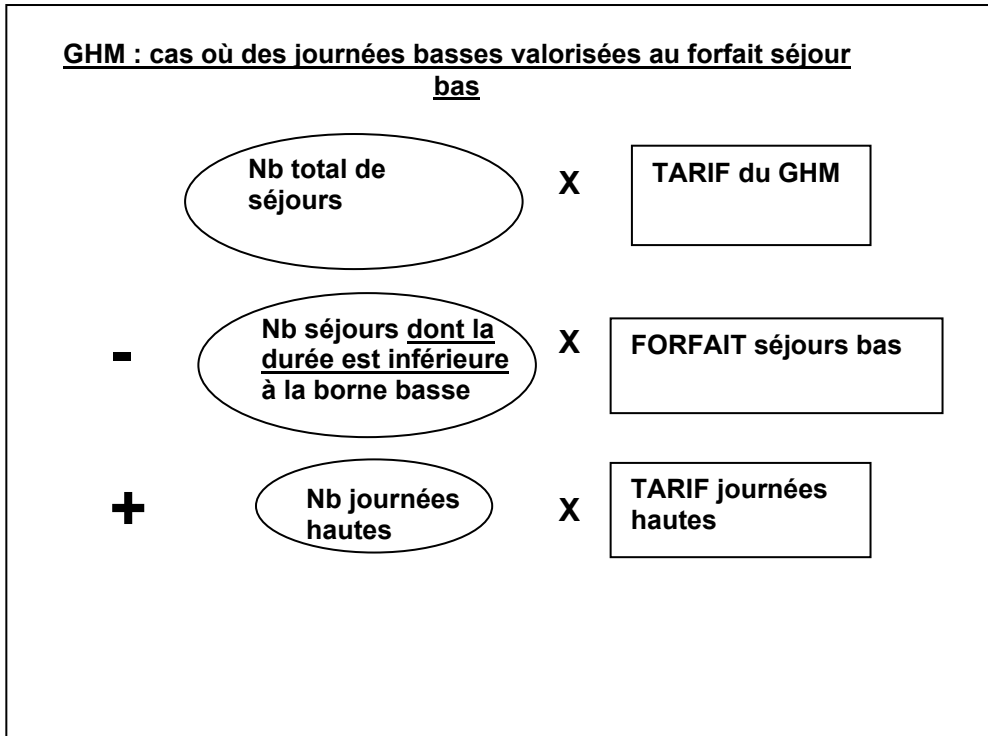 GHM : cas où des journées basses valorisées au forfait séjour
bas
Nb total de
séjours
X
TARIF du GHM
-
Nb séjours dont la
durée est inférieure
à la borne basse
X
FORFAIT séjours bas
+
Nb journées
hautes
X
TARIF journées
hautes